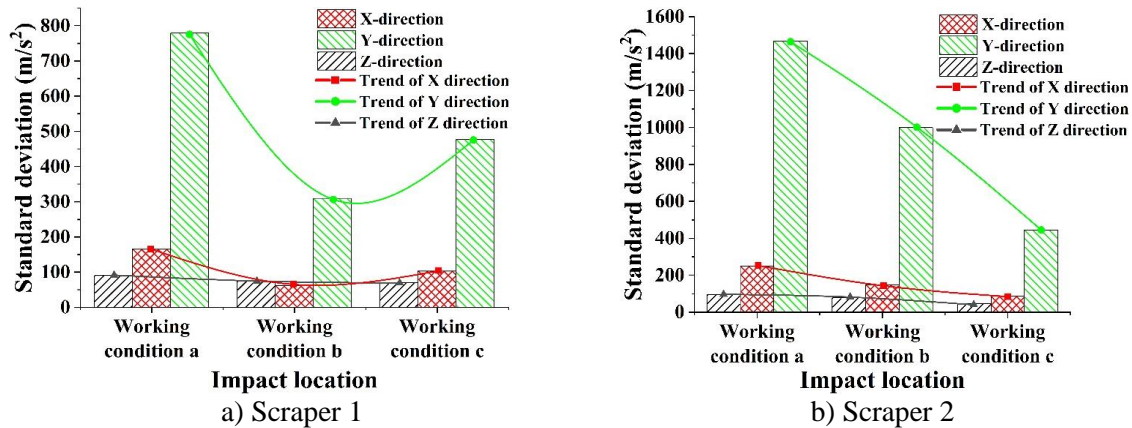 Standard deviation (m/s²)
800
700
600
500
400
300
200
100
0
X-direction
Y-direction
Z-direction
Trend of X direction
Trend of Y direction
Trend of Z direction
Working condition a
Working condition b
Working condition c
Impact location
a) Scraper 1
Standard deviation (m/s²)
1600
1400
1200
1000
800
600
400
200
0
X-direction
Y-direction
Z-direction
Trend of X direction
Trend of Y direction
Trend of Z direction
Working condition a
Working condition b
Working condition c
Impact location
b) Scraper 2